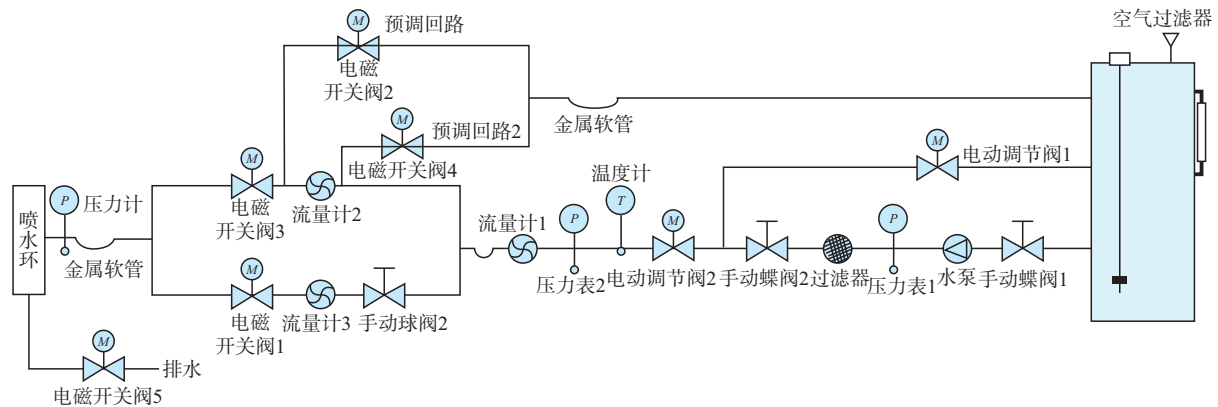 空气过滤器
M
预调回路
电磁
开关阀2
金属软管
M
预调回路2
电磁开关阀4
M
电动调节阀1
M
电磁
开关阀3
流量计2
温度计
P
压力计
喷水环
金属软管
流量计1
P
T
M
P
压力表2
电动调节阀2
手动蝶阀2
过滤器
压力表1
水泵
手动蝶阀1
M
电磁
开关阀1
流量计3
手动球阀2
M
排水
电磁开关阀5